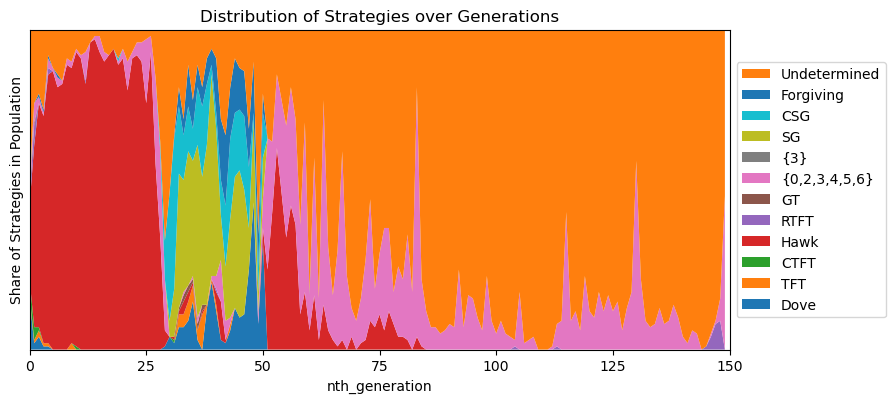 Distribution of Strategies over Generations
Share of Strategies in Population
0
25
50
75
100
125
150
nth_generation
Undetermined
Forgiving
CSG
SG
{3}
{0,2,3,4,5,6}
GT
RTFT
Hawk
CTFT
TFT
Dove